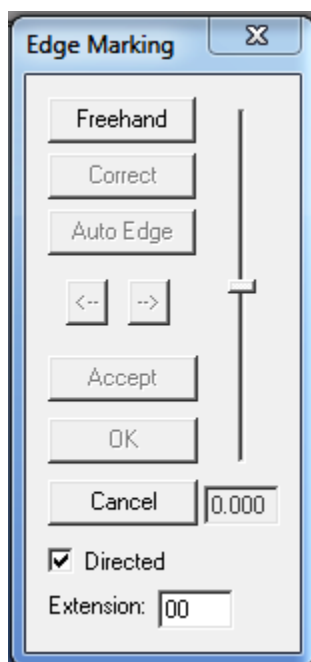 Edge Marking
Freehand
Correct
Auto Edge
<-- -->
Accept
OK
Cancel 0.000
Directed
Extension: 00